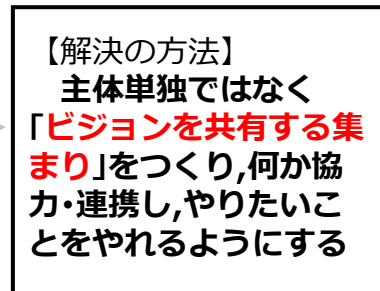 【解決の方法】
主体単独ではなく
「ビジョンを共有する集
まり」をつくり,何か協
力・連携し,やりたいこ
とをやれるようにする